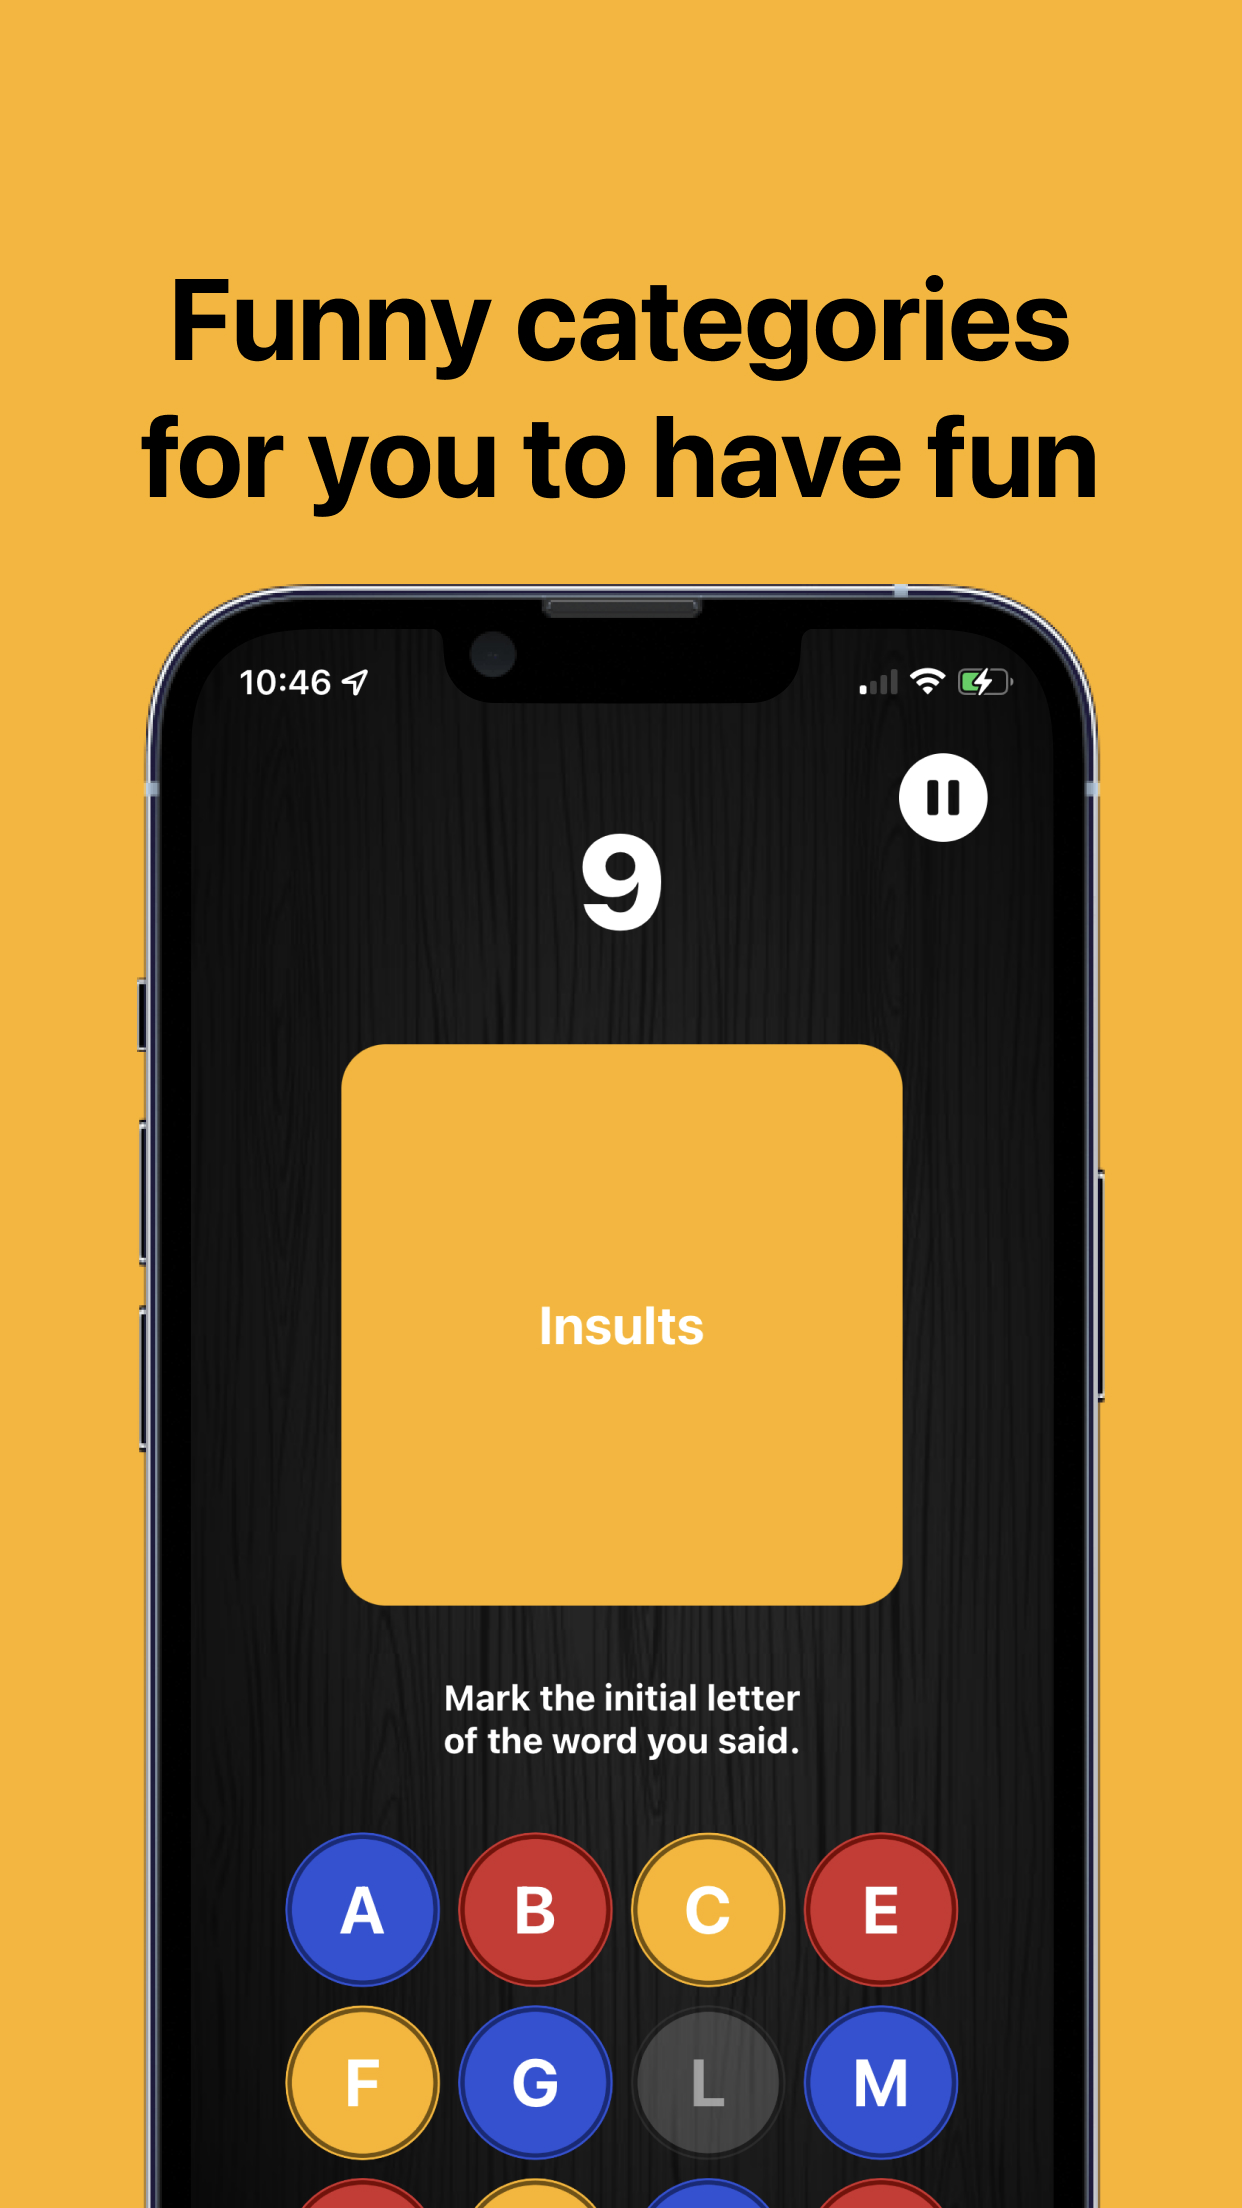 Funny categories
for you to have fun
10:46
9
Insults
Mark the initial letter
of the word you said.
A B C E
F G L M